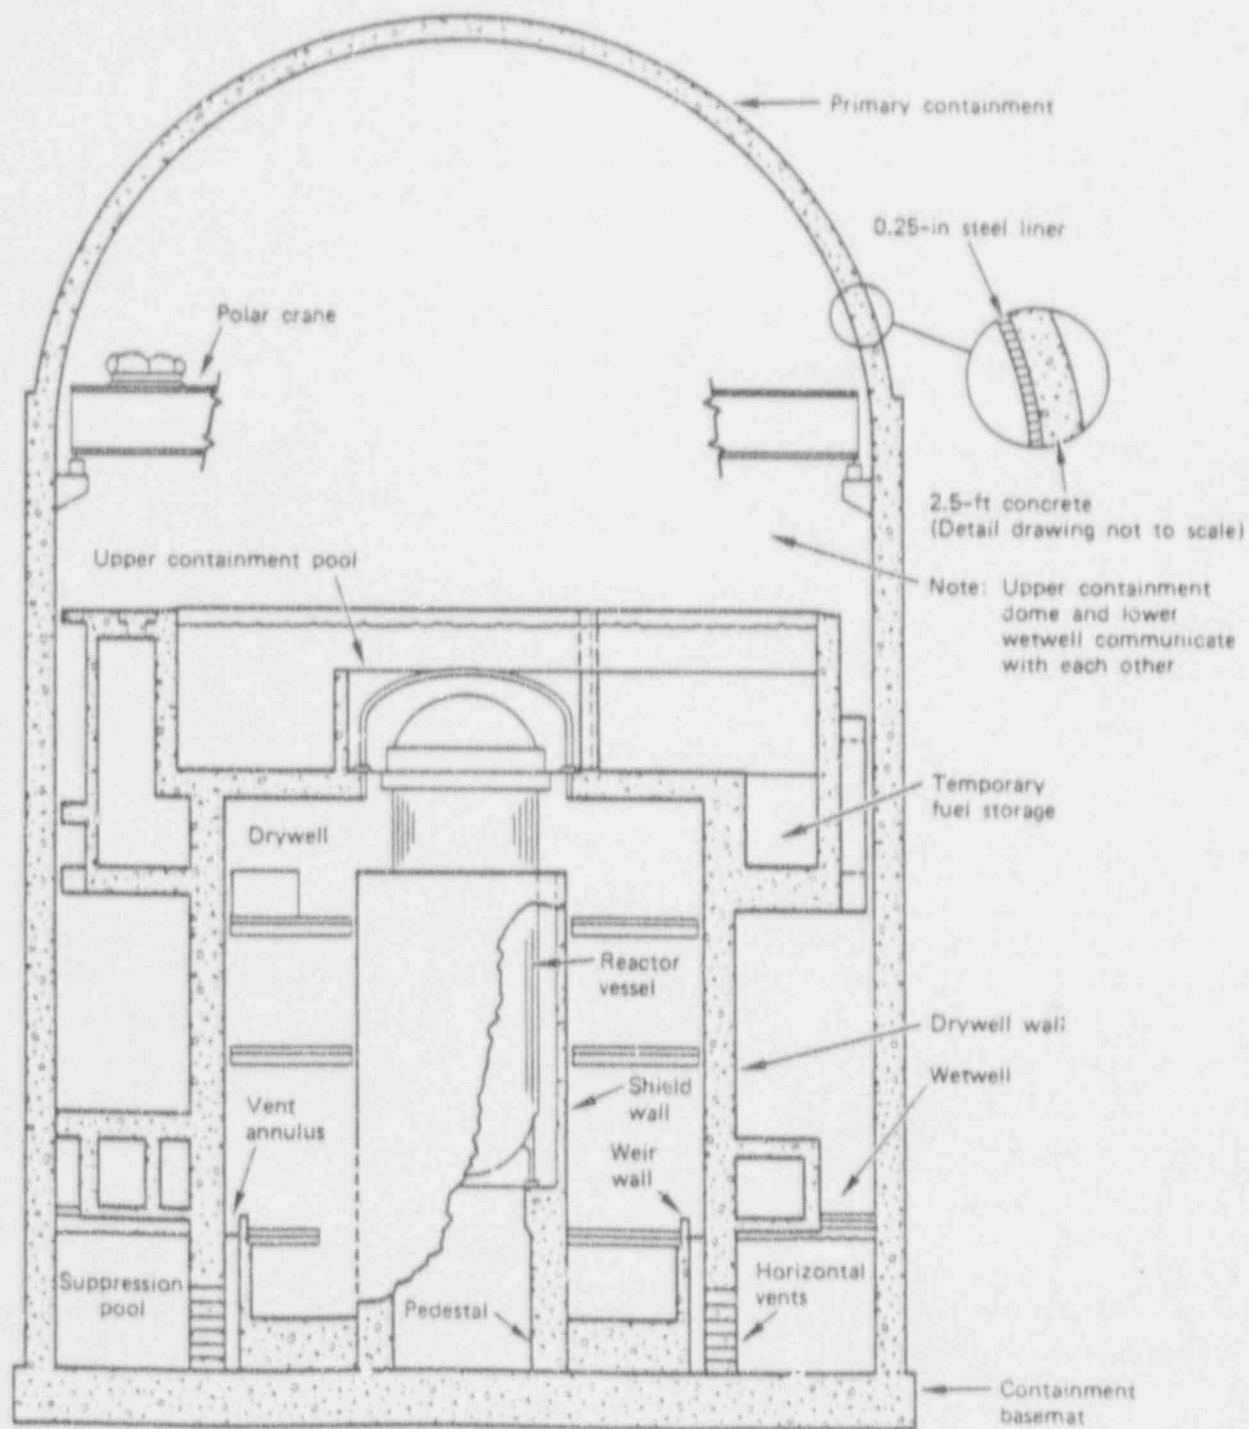 Primary containment
0.25-in steel liner
Polar crane
2.5-ft concrete
(Detail drawing not to scale)
Upper containment pool
Note: Upper containment
dome and lower
wetwell communicate
with each other
Temporary
fuel storage
Drywell
Reactor
vessel
Drywell wall
Wetwell
Shield
wall
Vent
annulus
Weir
wall
Suppression
pool
Horizontal
vents
Pedestal
Containment
basemat